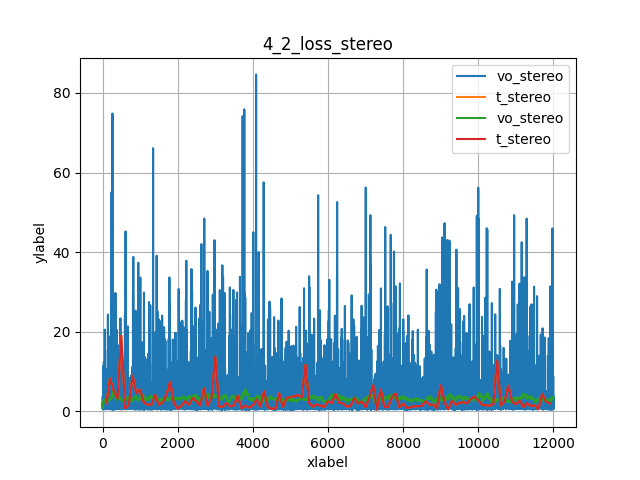 4_2_loss_stereo
vo_stereo
t_stereo
vo_stereo
t_stereo
ylabel
80
60
40
20
0
0 2000 4000 6000 8000 10000 12000
xlabel